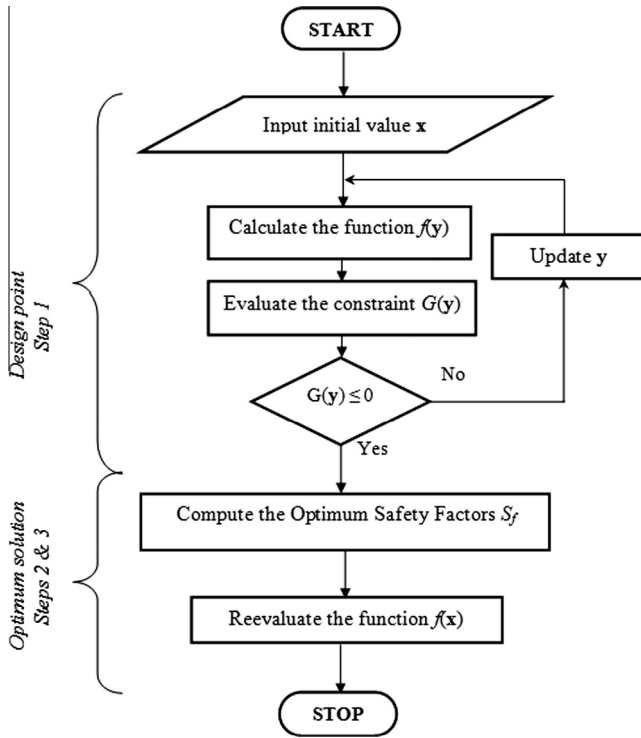 START
Input initial value x
Calculate the function f(y)
Update y
Evaluate the constraint G(y)
G(y) ≤ 0
No
Yes
Compute the Optimum Safety Factors Sf
Reevaluate the function f(x)
STOP
Design point
Step 1
Optimum solution
Steps 2 & 3